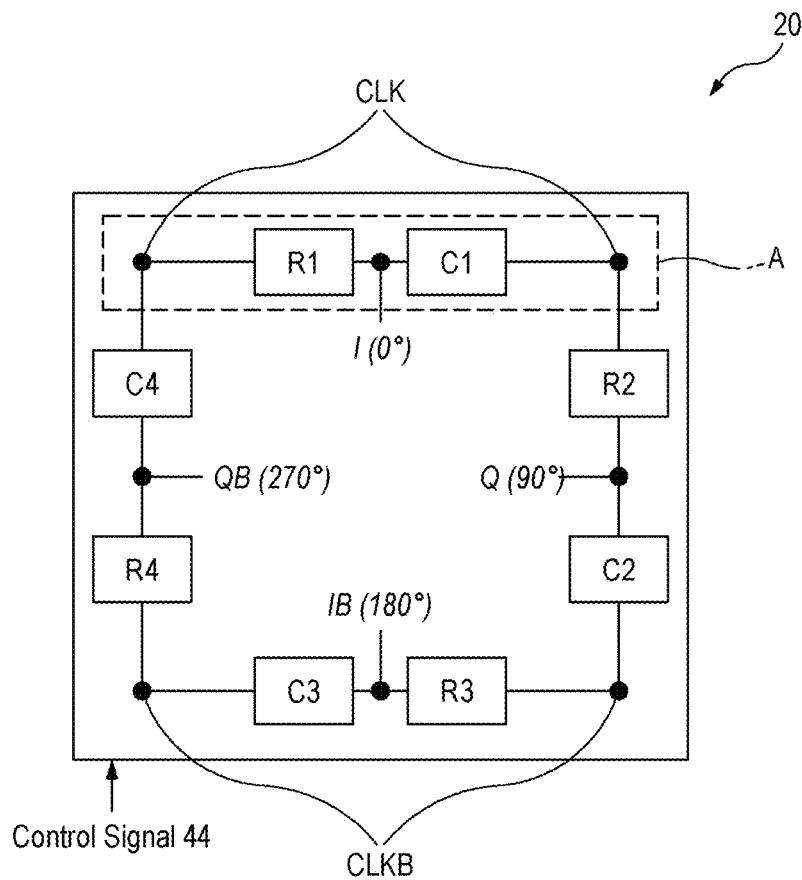 20
CLK
R1
C1
A
I (0°)
C4
R2
QB (270°)
Q (90°)
R4
C2
IB (180°)
C3
R3
Control Signal 44
CLKB